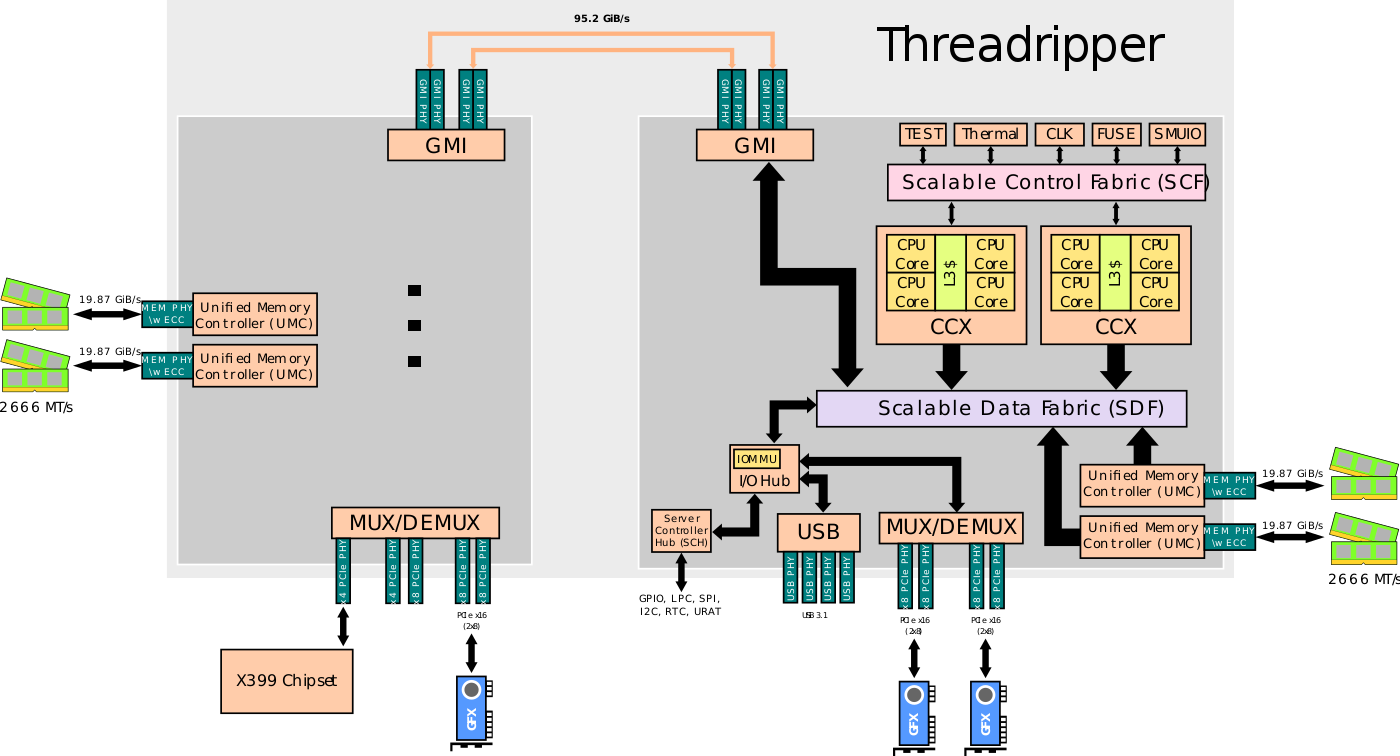 95.2 GiB/s
Threadripper
GMI PHY
GMI PHY
GMI PHY
GMI PHY
GMI
GMI PHY
GMI PHY
GMI PHY
GMI PHY
GMI
TEST
Thermal
CLK
FUSE
SMUIO
Scalable Control Fabric (SCF)
CPU
Core
CPU
Core
L3$
CPU
Core
CPU
Core
CCX
CPU
Core
CPU
Core
L3$
CPU
Core
CPU
Core
CCX
Scalable Data Fabric (SDF)
19.87 GiB/s
MEM PHY
\w ECC
Unified Memory
Controller (UMC)
19.87 GiB/s
MEM PHY
\w ECC
Unified Memory
Controller (UMC)
2666 MT/s
IOMMU
I/O Hub
Unified Memory
Controller (UMC)
MEM PHY
\w ECC
19.87 GiB/s
Unified Memory
Controller (UMC)
MEM PHY
\w ECC
19.87 GiB/s
2666 MT/s
MUX/DEMUX
x4 PCIe PHY
x4 PCIe PHY
x8 PCIe PHY
x8 PCIe PHY
x8 PCIe PHY
PCIe x16
(2x8)
X399 Chipset
GFX
Server
Controller
Hub (SCH)
GPIO, LPC, SPI,
I2C, RTC, URAT
USB
USB PHY
USB PHY
USB PHY
USB PHY
USB 3.1
MUX/DEMUX
x8 PCIe PHY
x8 PCIe PHY
x8 PCIe PHY
x8 PCIe PHY
PCIe x16
(2x8)
PCIe x16
(2x8)
GFX
GFX